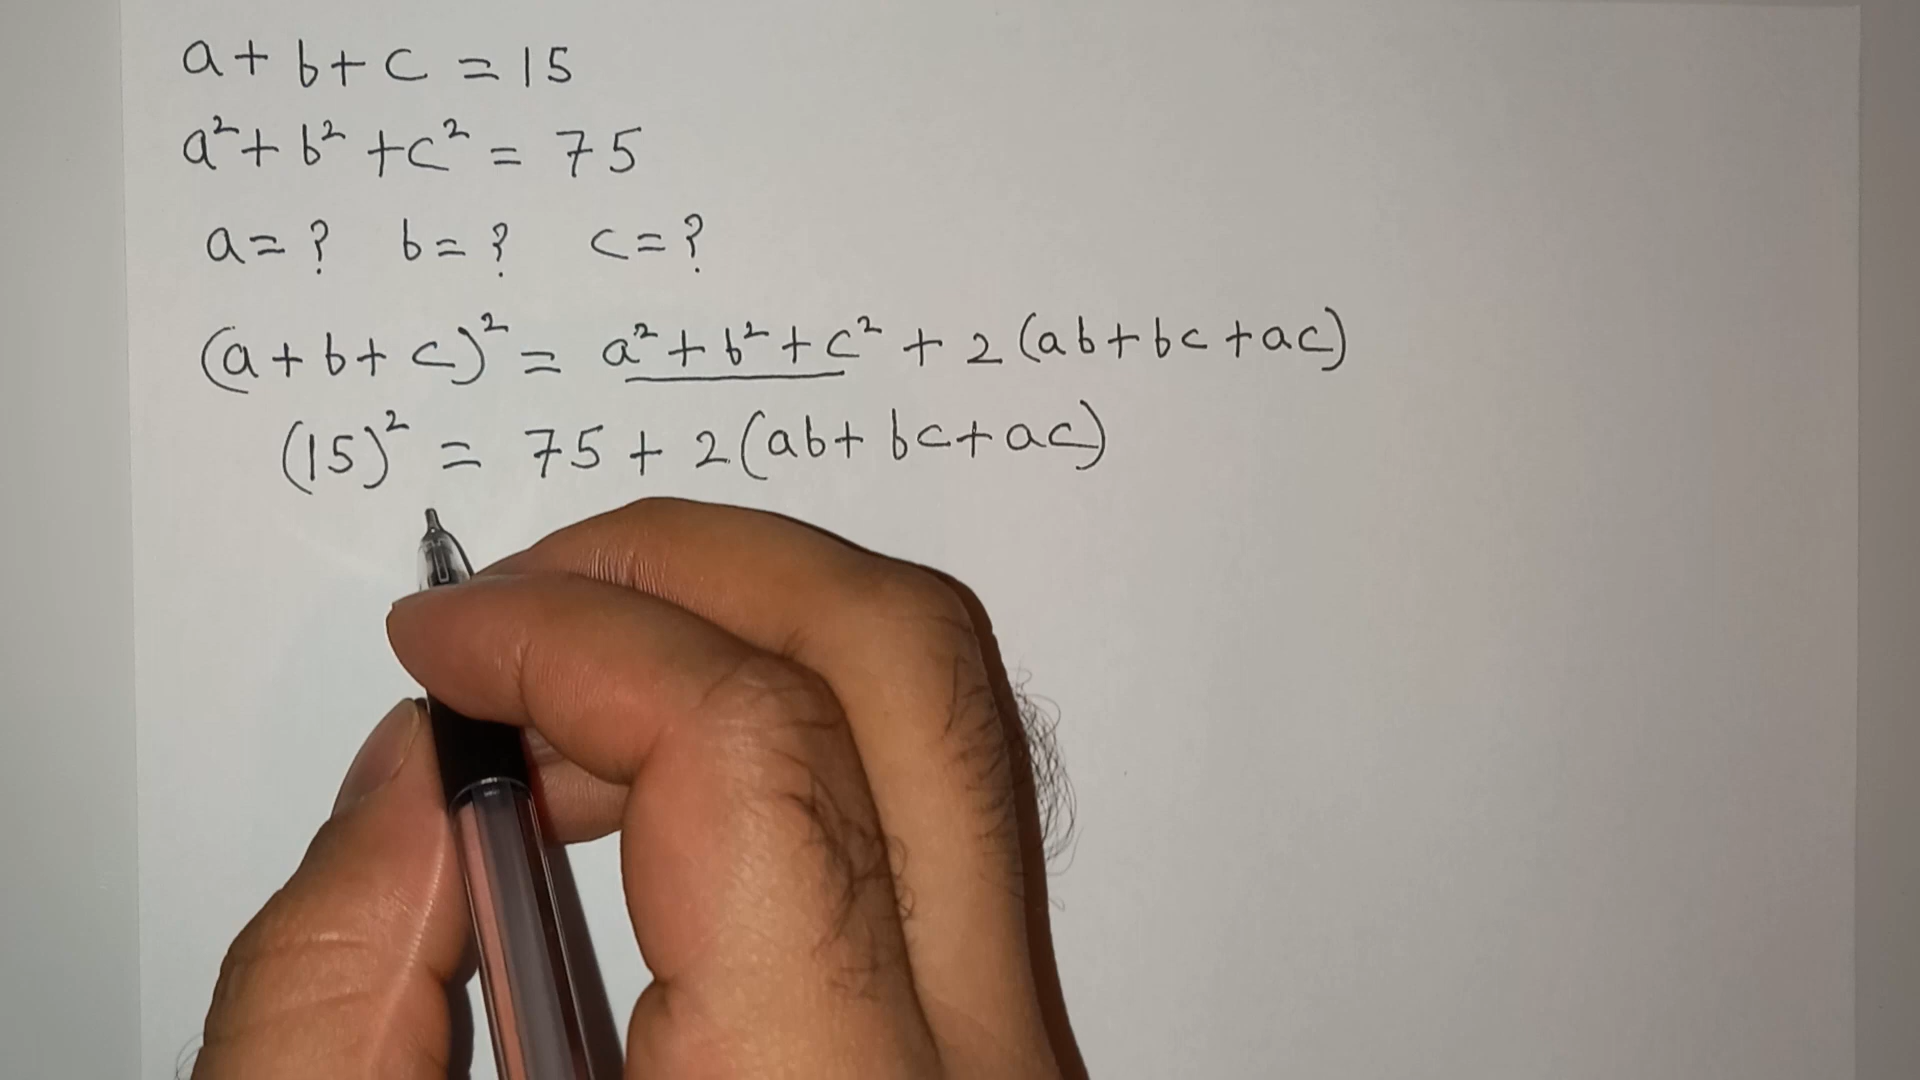 a + b + c = 15
a² + b² + c² = 75
a = ? b = ? c = ?
(a + b + c)² = a² + b² + c² + 2 (ab + bc + ac)
(15)² = 75 + 2 (ab + bc + ac)